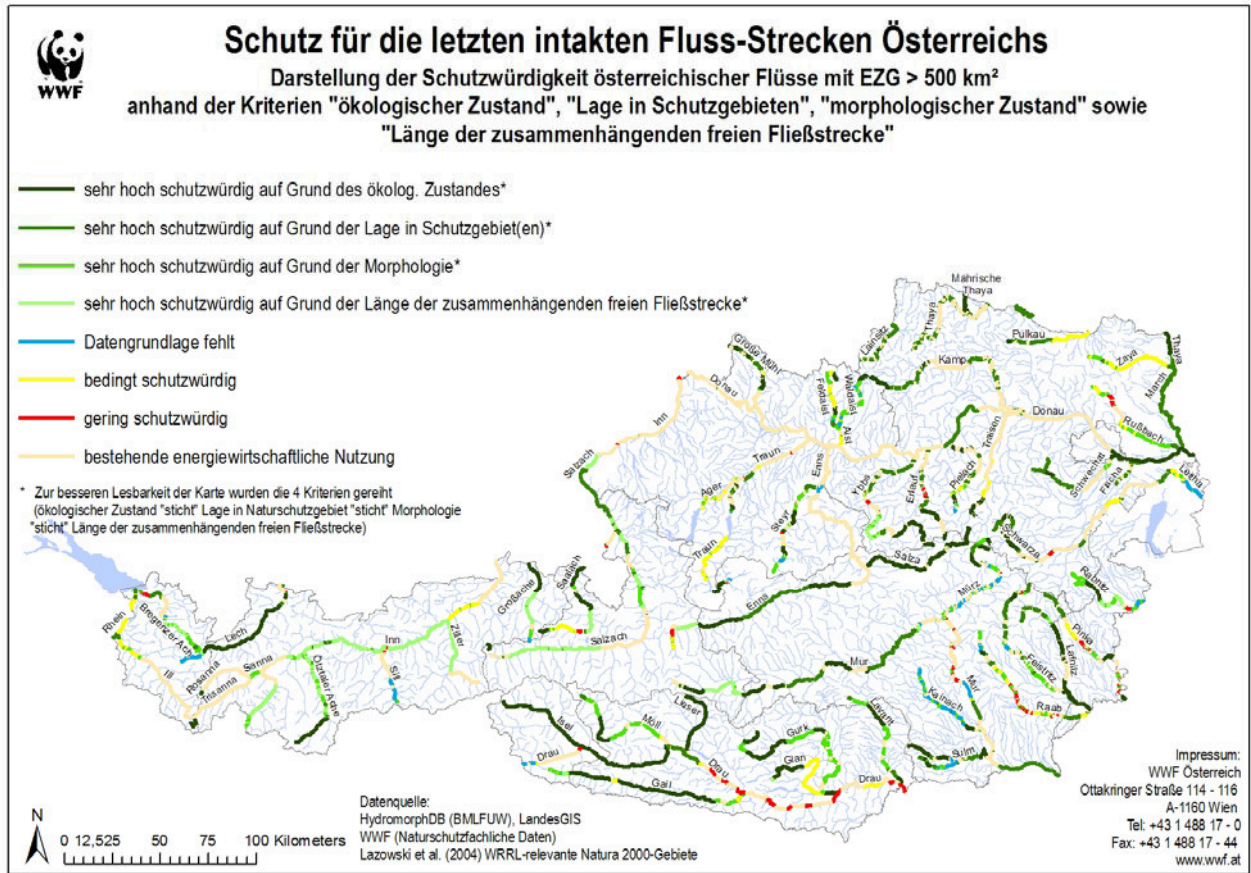 WWF
Schutz für die letzten intakten Fluss-Strecken Österreichs
Darstellung der Schutzwürdigkeit österreichischer Flüsse mit EZG > 500 km²
anhand der Kriterien "ökologischer Zustand", "Lage in Schutzgebieten", "morphologischer Zustand" sowie
"Länge der zusammenhängenden freien Fließstrecke"
sehr hoch schutzwürdig auf Grund des ökolog. Zustandes*
sehr hoch schutzwürdig auf Grund der Lage in Schutzgebiet(en)*
sehr hoch schutzwürdig auf Grund der Morphologie*
sehr hoch schutzwürdig auf Grund der Länge der zusammenhängenden freien Fließstrecke*
Datengrundlage fehlt
bedingt schutzwürdig
gering schutzwürdig
bestehende energiewirtschaftliche Nutzung
* Zur besseren Lesbarkeit der Karte wurden die 4 Kriterien gereiht
(ökologischer Zustand "sticht" Lage in Naturschutzgebiet "sticht" Morphologie
"sticht" Länge der zusammenhängenden freien Fließstrecke)
Mährische
Thaya
Thaya
Lainsitz
Pulkau
Thaya
Zaya
March
Große Mühl
Kamp
Donau
Feldaist
Waldaist
Aist
Donau
Rußbach
Inn
Traisen
Traun
Enns
Salzach
Ager
Ybbs
Erlauf
Pielach
Schwechat
Fischa
Leitha
Steyr
Traun
Salza
Schwarza
Großache
Saalach
Enns
Mürz
Rabnitz
Rhein
Bregenzer Ach
Lech
Inn
Ziller
Salzach
Pinka
Lafnitz
Feistritz
Ill
Rosanna
Trisanna
Sanna
Ötztaler Ache
Sill
Mur
Mur
Kainach
Raab
Isel
Möll
Lieser
Gurk
Lavant
Glan
Sulm
Drau
Drau
Drau
Gail
N
0 12,525 50 75 100 Kilometers
Datenquelle:
HydromorphDB (BMLFUW), LandesGIS
WWF (Naturschutzfachliche Daten)
Lazowski et al. (2004) WRRL-relevante Natura 2000-Gebiete
Impressum:
WWF Österreich
Ottakringer Straße 114 - 116
A-1160 Wien
Tel: +43 1 488 17 - 0
Fax: +43 1 488 17 - 44
www.wwf.at